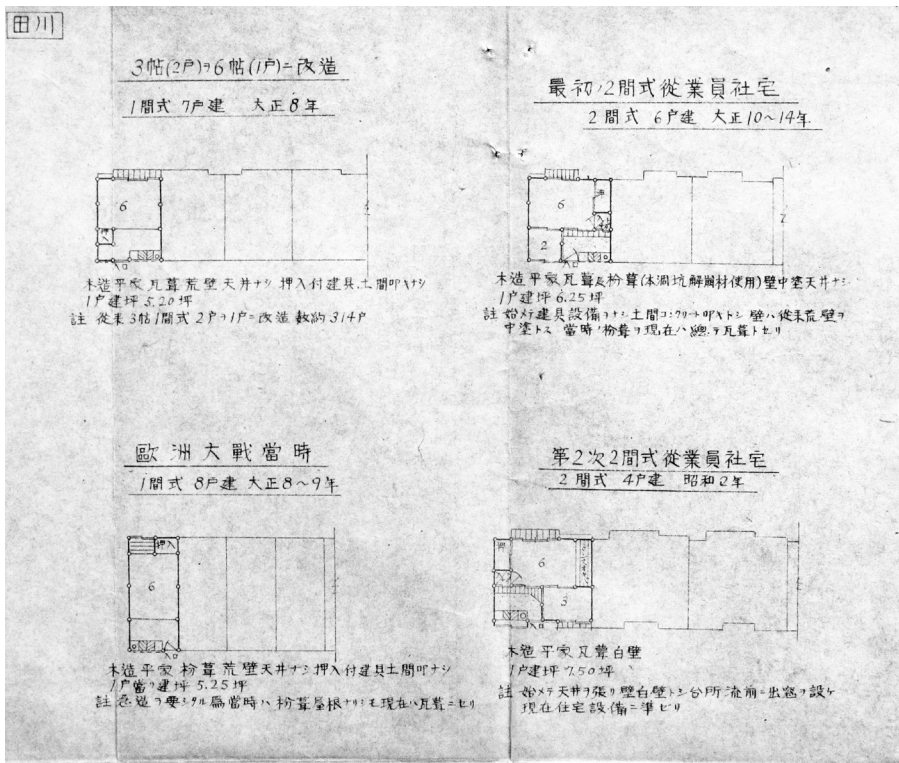 田川
3帖(2戸)ヲ6帖(1戸)ニ改造
1間式 7戸建 大正8年
6
押入
木造平家瓦葺荒壁天井ナシ押入付建具土間叩キナシ
1戸建坪5.20坪
註 従来3帖1間式2戸ヲ1戸ニ改造 数約314戸
最初ノ2間式従業員社宅
2間式 6戸建 大正10~14年
6
押
2
木造平家瓦葺及枌葺(本洞坑解崩材使用)壁中塗天井ナシ
1戸建坪6.25坪
註 始メテ建具設備ヲナシ土間コンクリート叩キトシ壁ハ従来荒壁ヲ
中塗トス 当時ノ枌葺ヲ現在ハ總テ瓦葺トセリ
歐洲大戰當時
1間式 8戸建 大正8~9年
押入
6
木造平家枌葺荒壁天井ナシ押入付建具土間叩ナシ
1戸當リ建坪5.25坪
註 急造ヲ要シタル為當時ハ枌葺屋根ナリシモ現在ハ瓦葺ニセリ
第2次2間式従業員社宅
2間式 4戸建 昭和2年
押
6
3
木造平家瓦葺白壁
1戸建坪7.50坪
註 始メテ天井ヲ張リ壁白壁トシ台所流前ニ出窓ヲ設ケ
現在住宅設備ニ準ゼリ